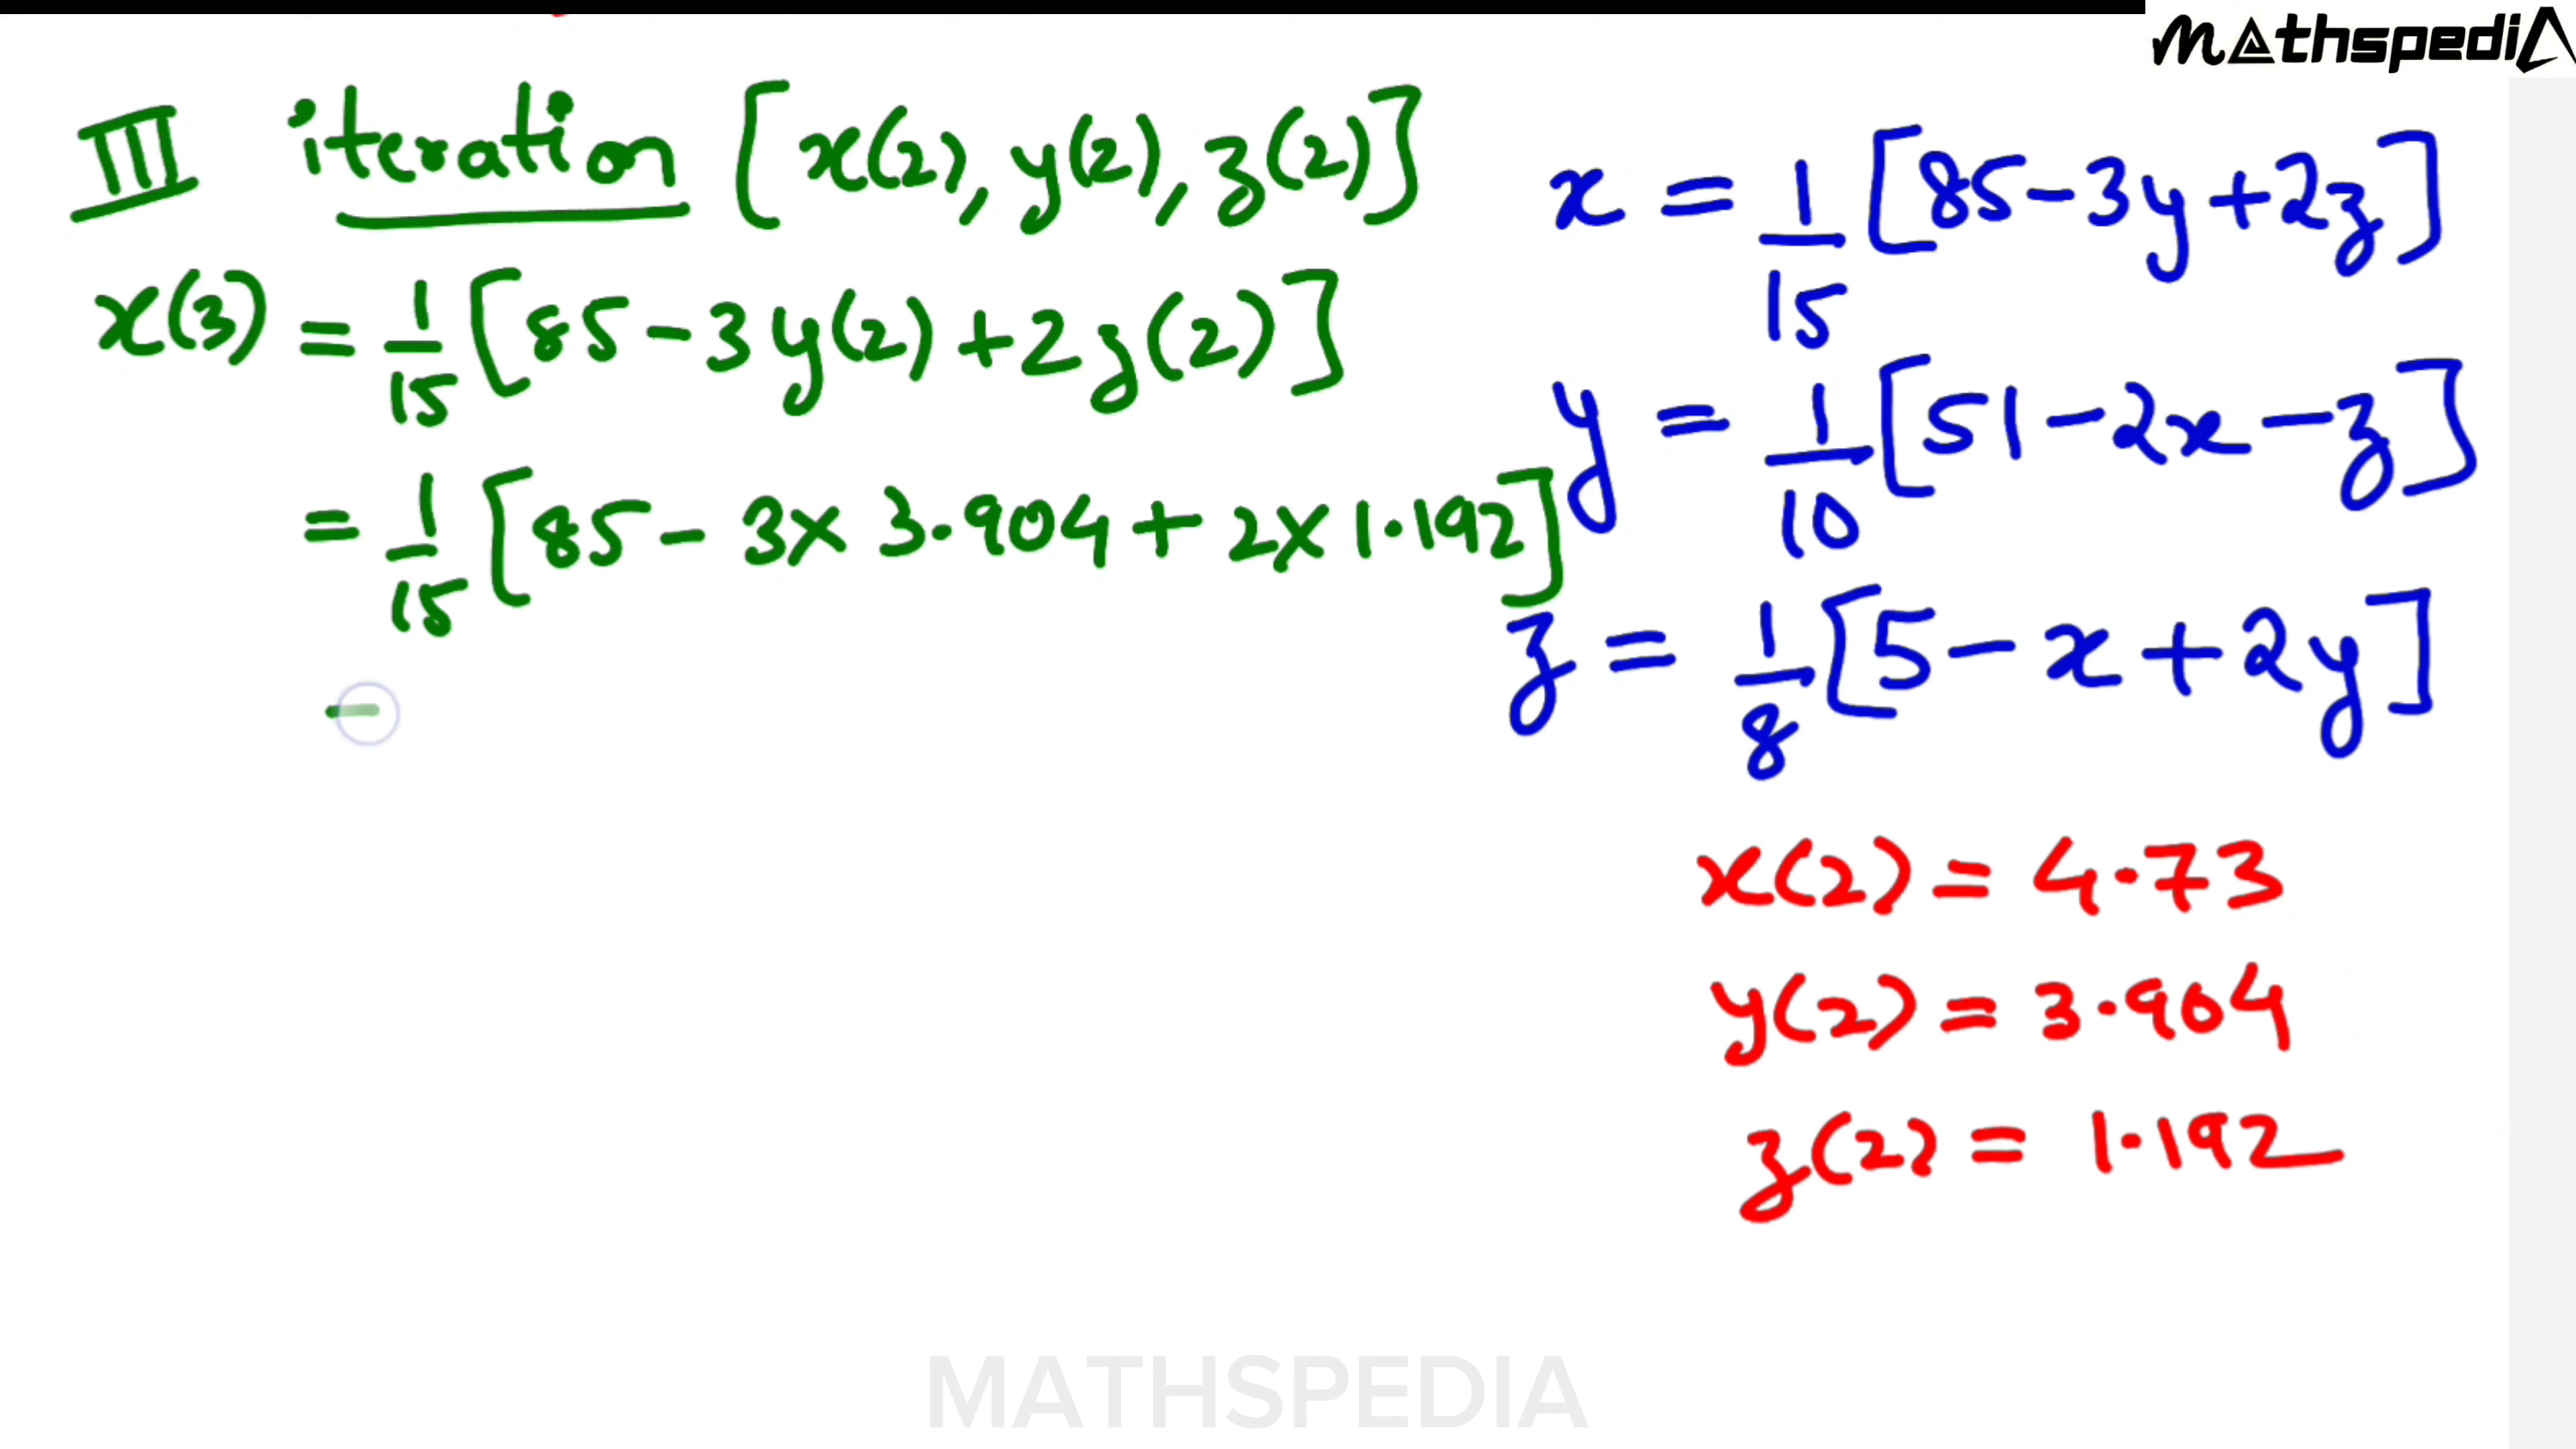 mathspediA
III iteration [x(2), y(2), z(2)]
x(3) = 1/15 [85-3y(2)+2z(2)]
= 1/15 [85-3×3.904+2×1.192]
x = 1/15 [85-3y+2z]
y = 1/10 [51-2x-z]
z = 1/8 [5-x+2y]
x(2) = 4.73
y(2) = 3.904
z(2) = 1.192
MATHSPEDIA